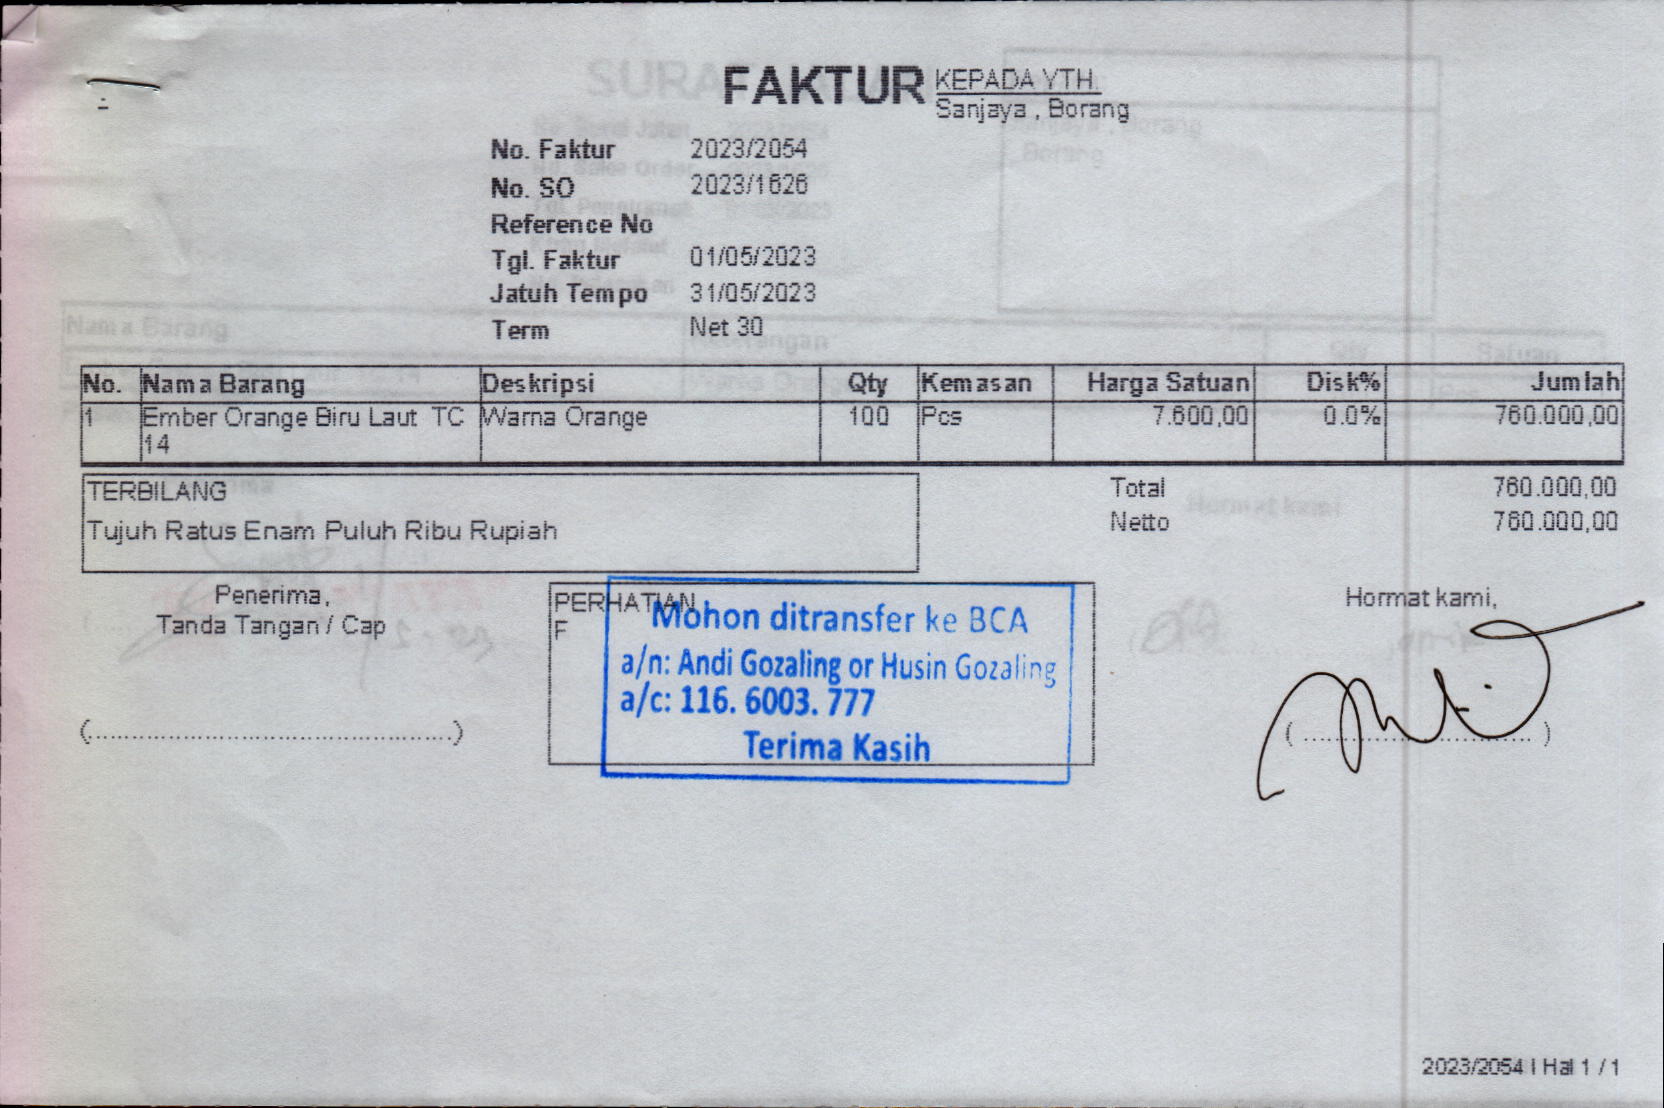 FAKTUR
KEPADA YTH.
Sanjaya , Borang
No. Faktur 2023/2054
No. SO 2023/1626
Reference No
Tgl. Faktur 01/05/2023
Jatuh Tempo 31/05/2023
Term Net 30
No. Nama Barang Deskripsi Qty Kemasan Harga Satuan Disk% Jumlah
1 Ember Orange Biru Laut TC Warna Orange 100 Pcs 7.600,00 0.0% 760.000,00
14
TERBILANG
Tujuh Ratus Enam Puluh Ribu Rupiah
Total 760.000,00
Netto 760.000,00
Penerima,
Tanda Tangan / Cap
(..........................................)
PERHATIAN
F
Mohon ditransfer ke BCA
a/n: Andi Gozaling or Husin Gozaling
a/c: 116. 6003. 777
Terima Kasih
Hormat kami,
( .............................. )
2023/2054 | Hal 1 / 1